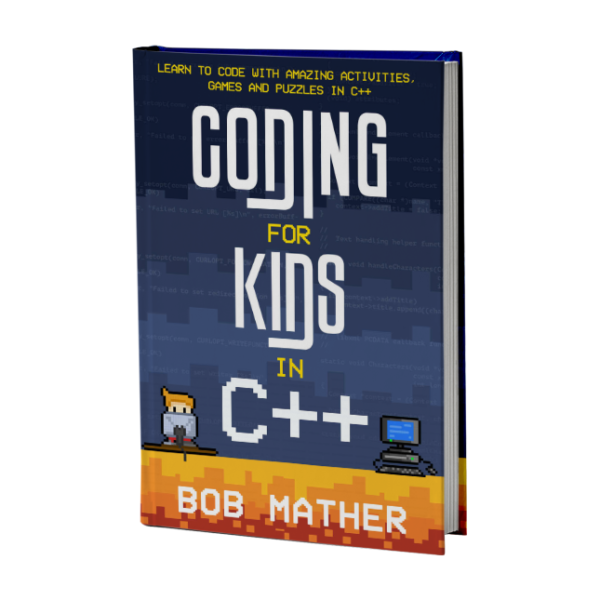 LEARN TO CODE WITH AMAZING ACTIVITIES,
GAMES AND PUZZLES IN C++
CODING
FOR
KIDS
IN
C++
BOB MATHER